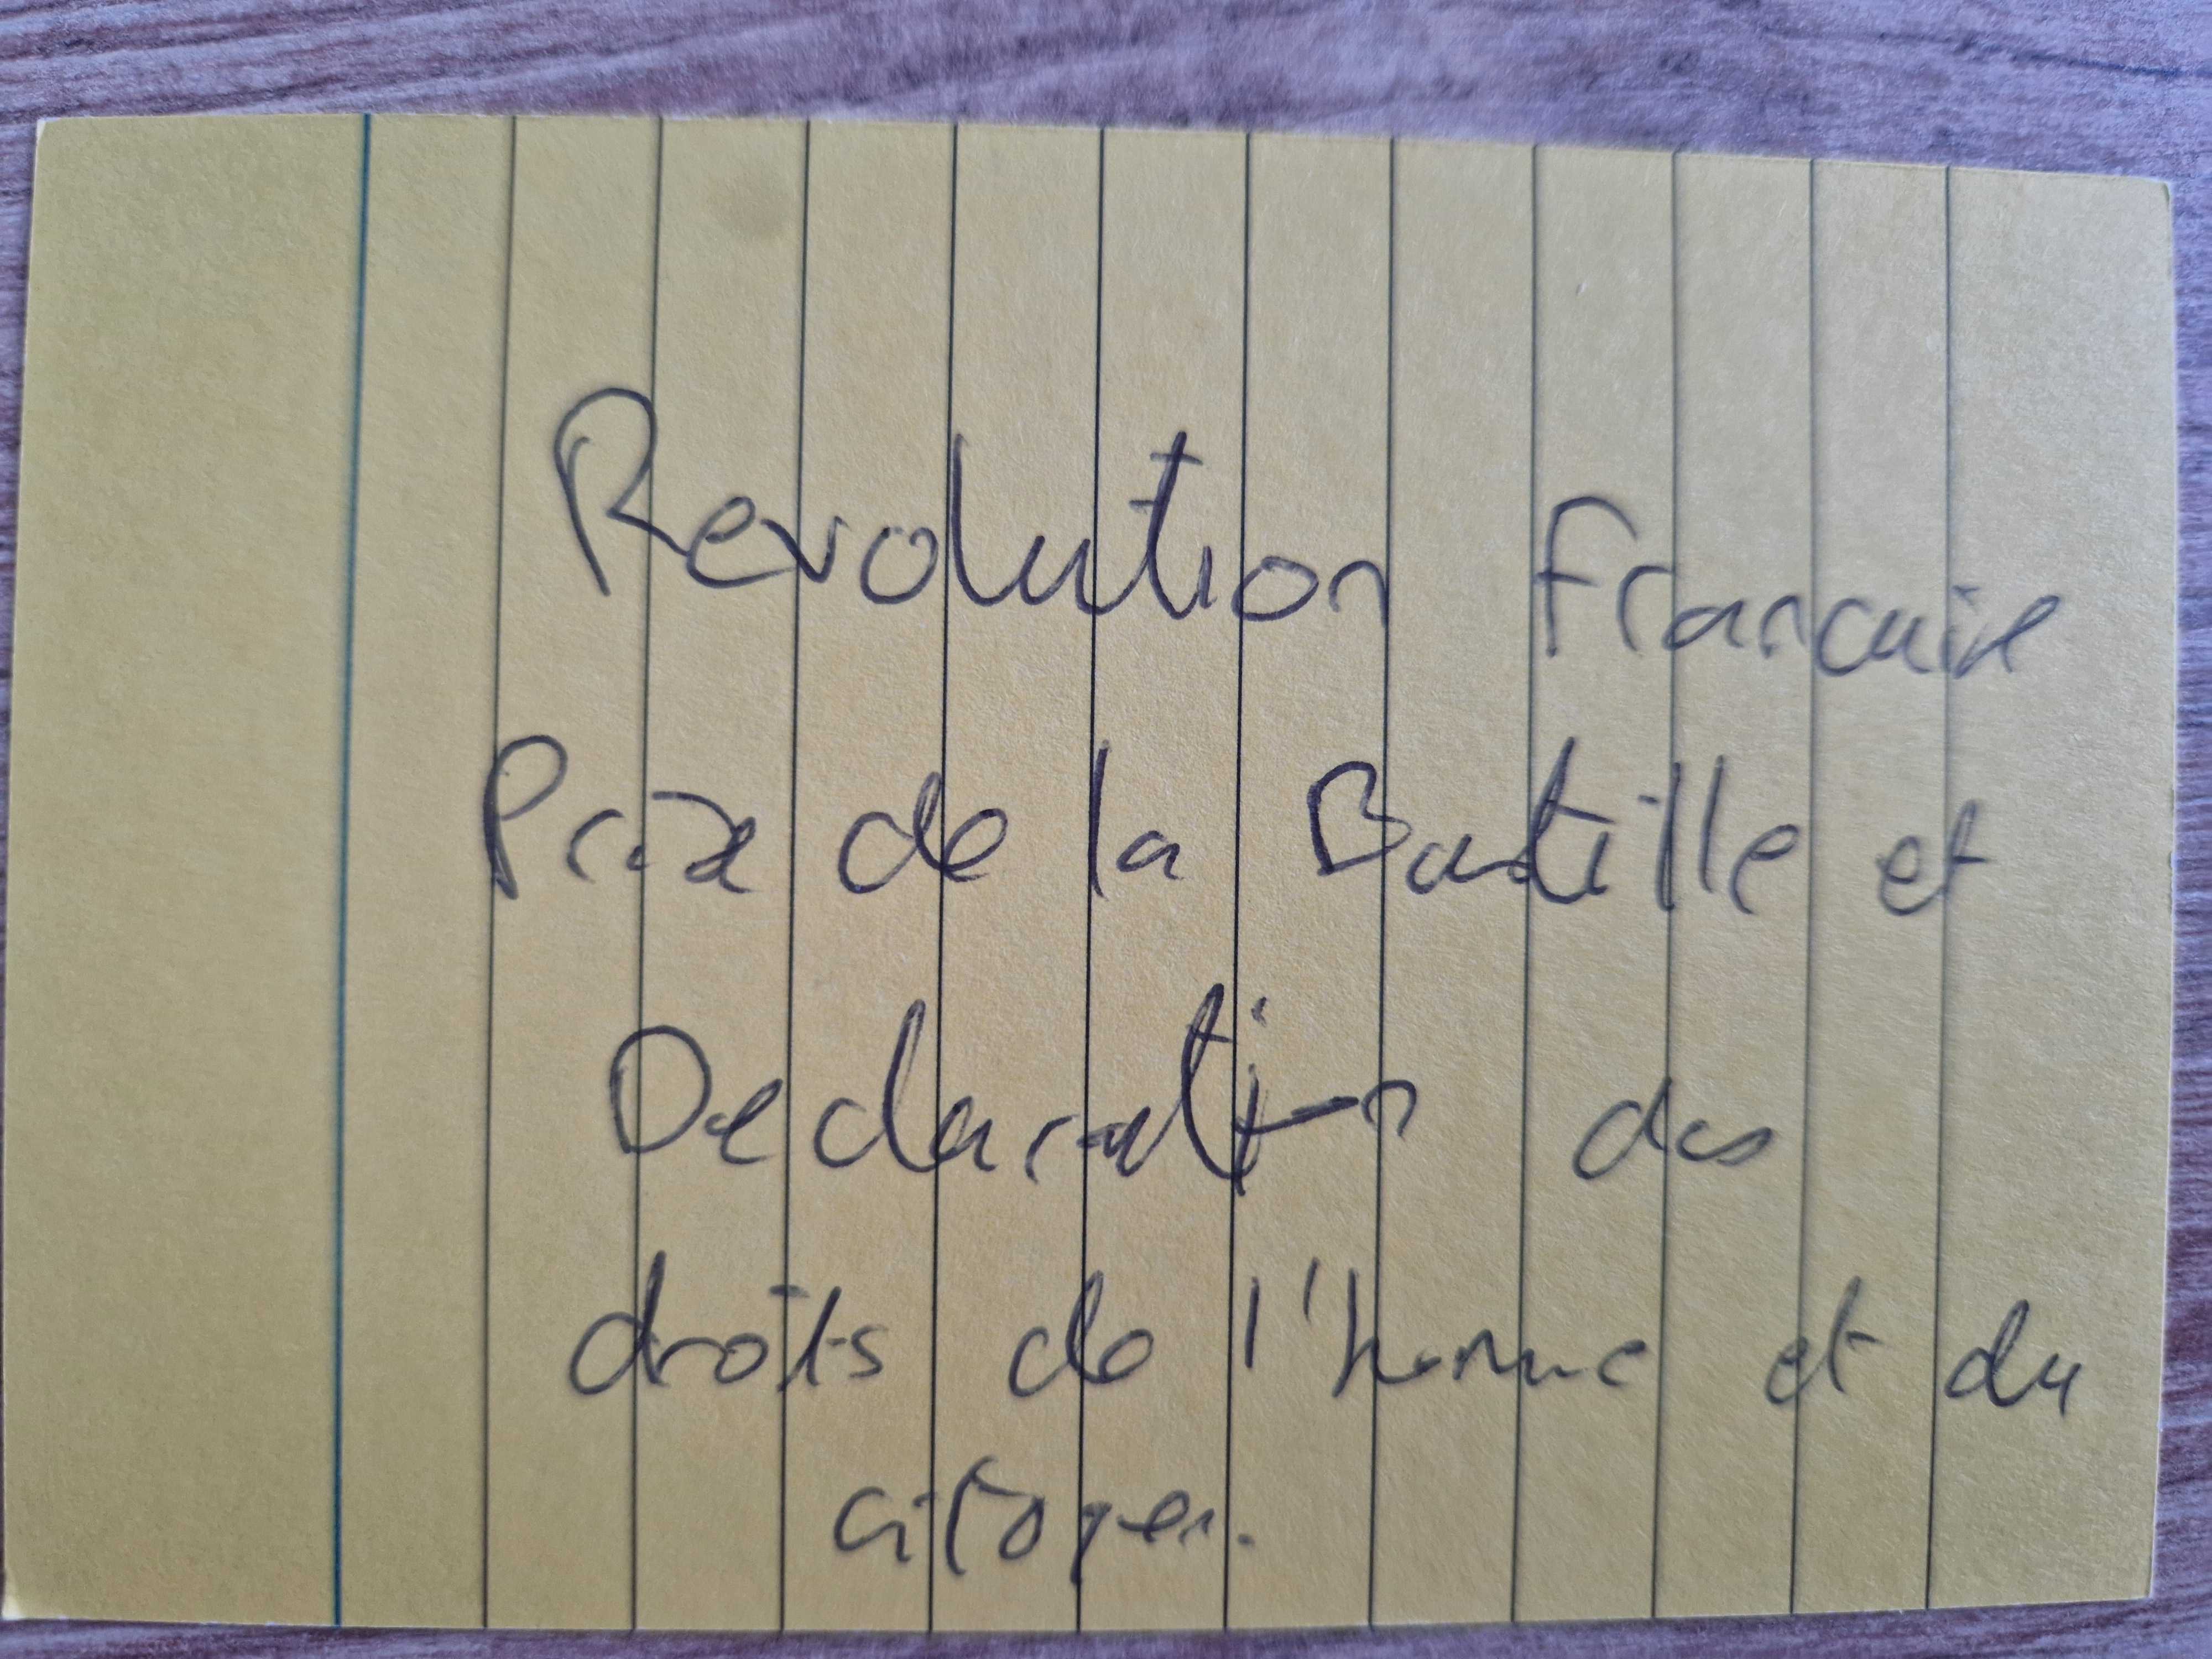 Revolution Francaise
Prise de la Bastille et
Declaration des
droits de l'homme et du
citoyen.